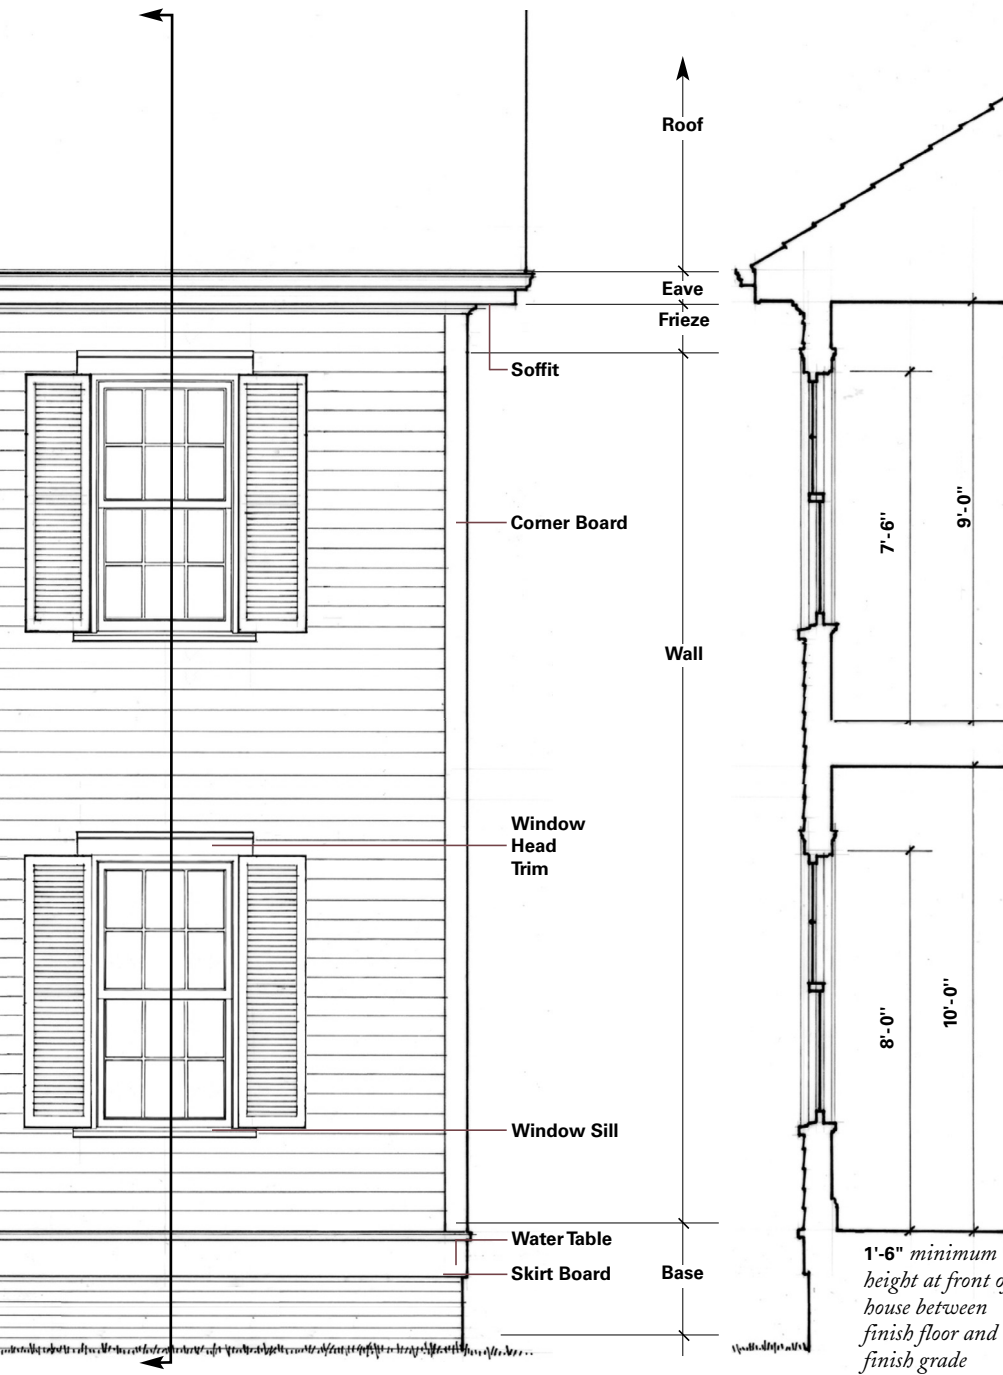 Roof
Eave
Frieze
Soffit
Corner Board
7'-6"
9'-0"
Wall
Window
Head
Trim
8'-0"
10'-0"
Window Sill
Water Table
Skirt Board
Base
1'-6" minimum
height at front
house between
finish floor and
finish grade